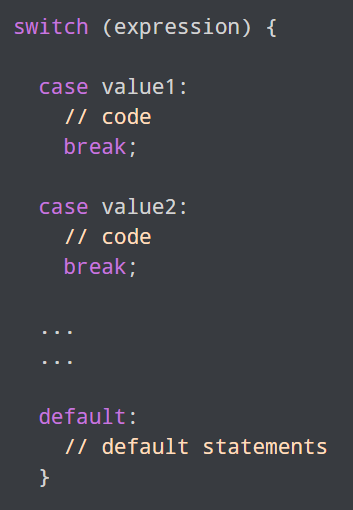 switch (expression) {
case value1:
// code
break;
case value2:
// code
break;
...
...
default:
// default statements
}